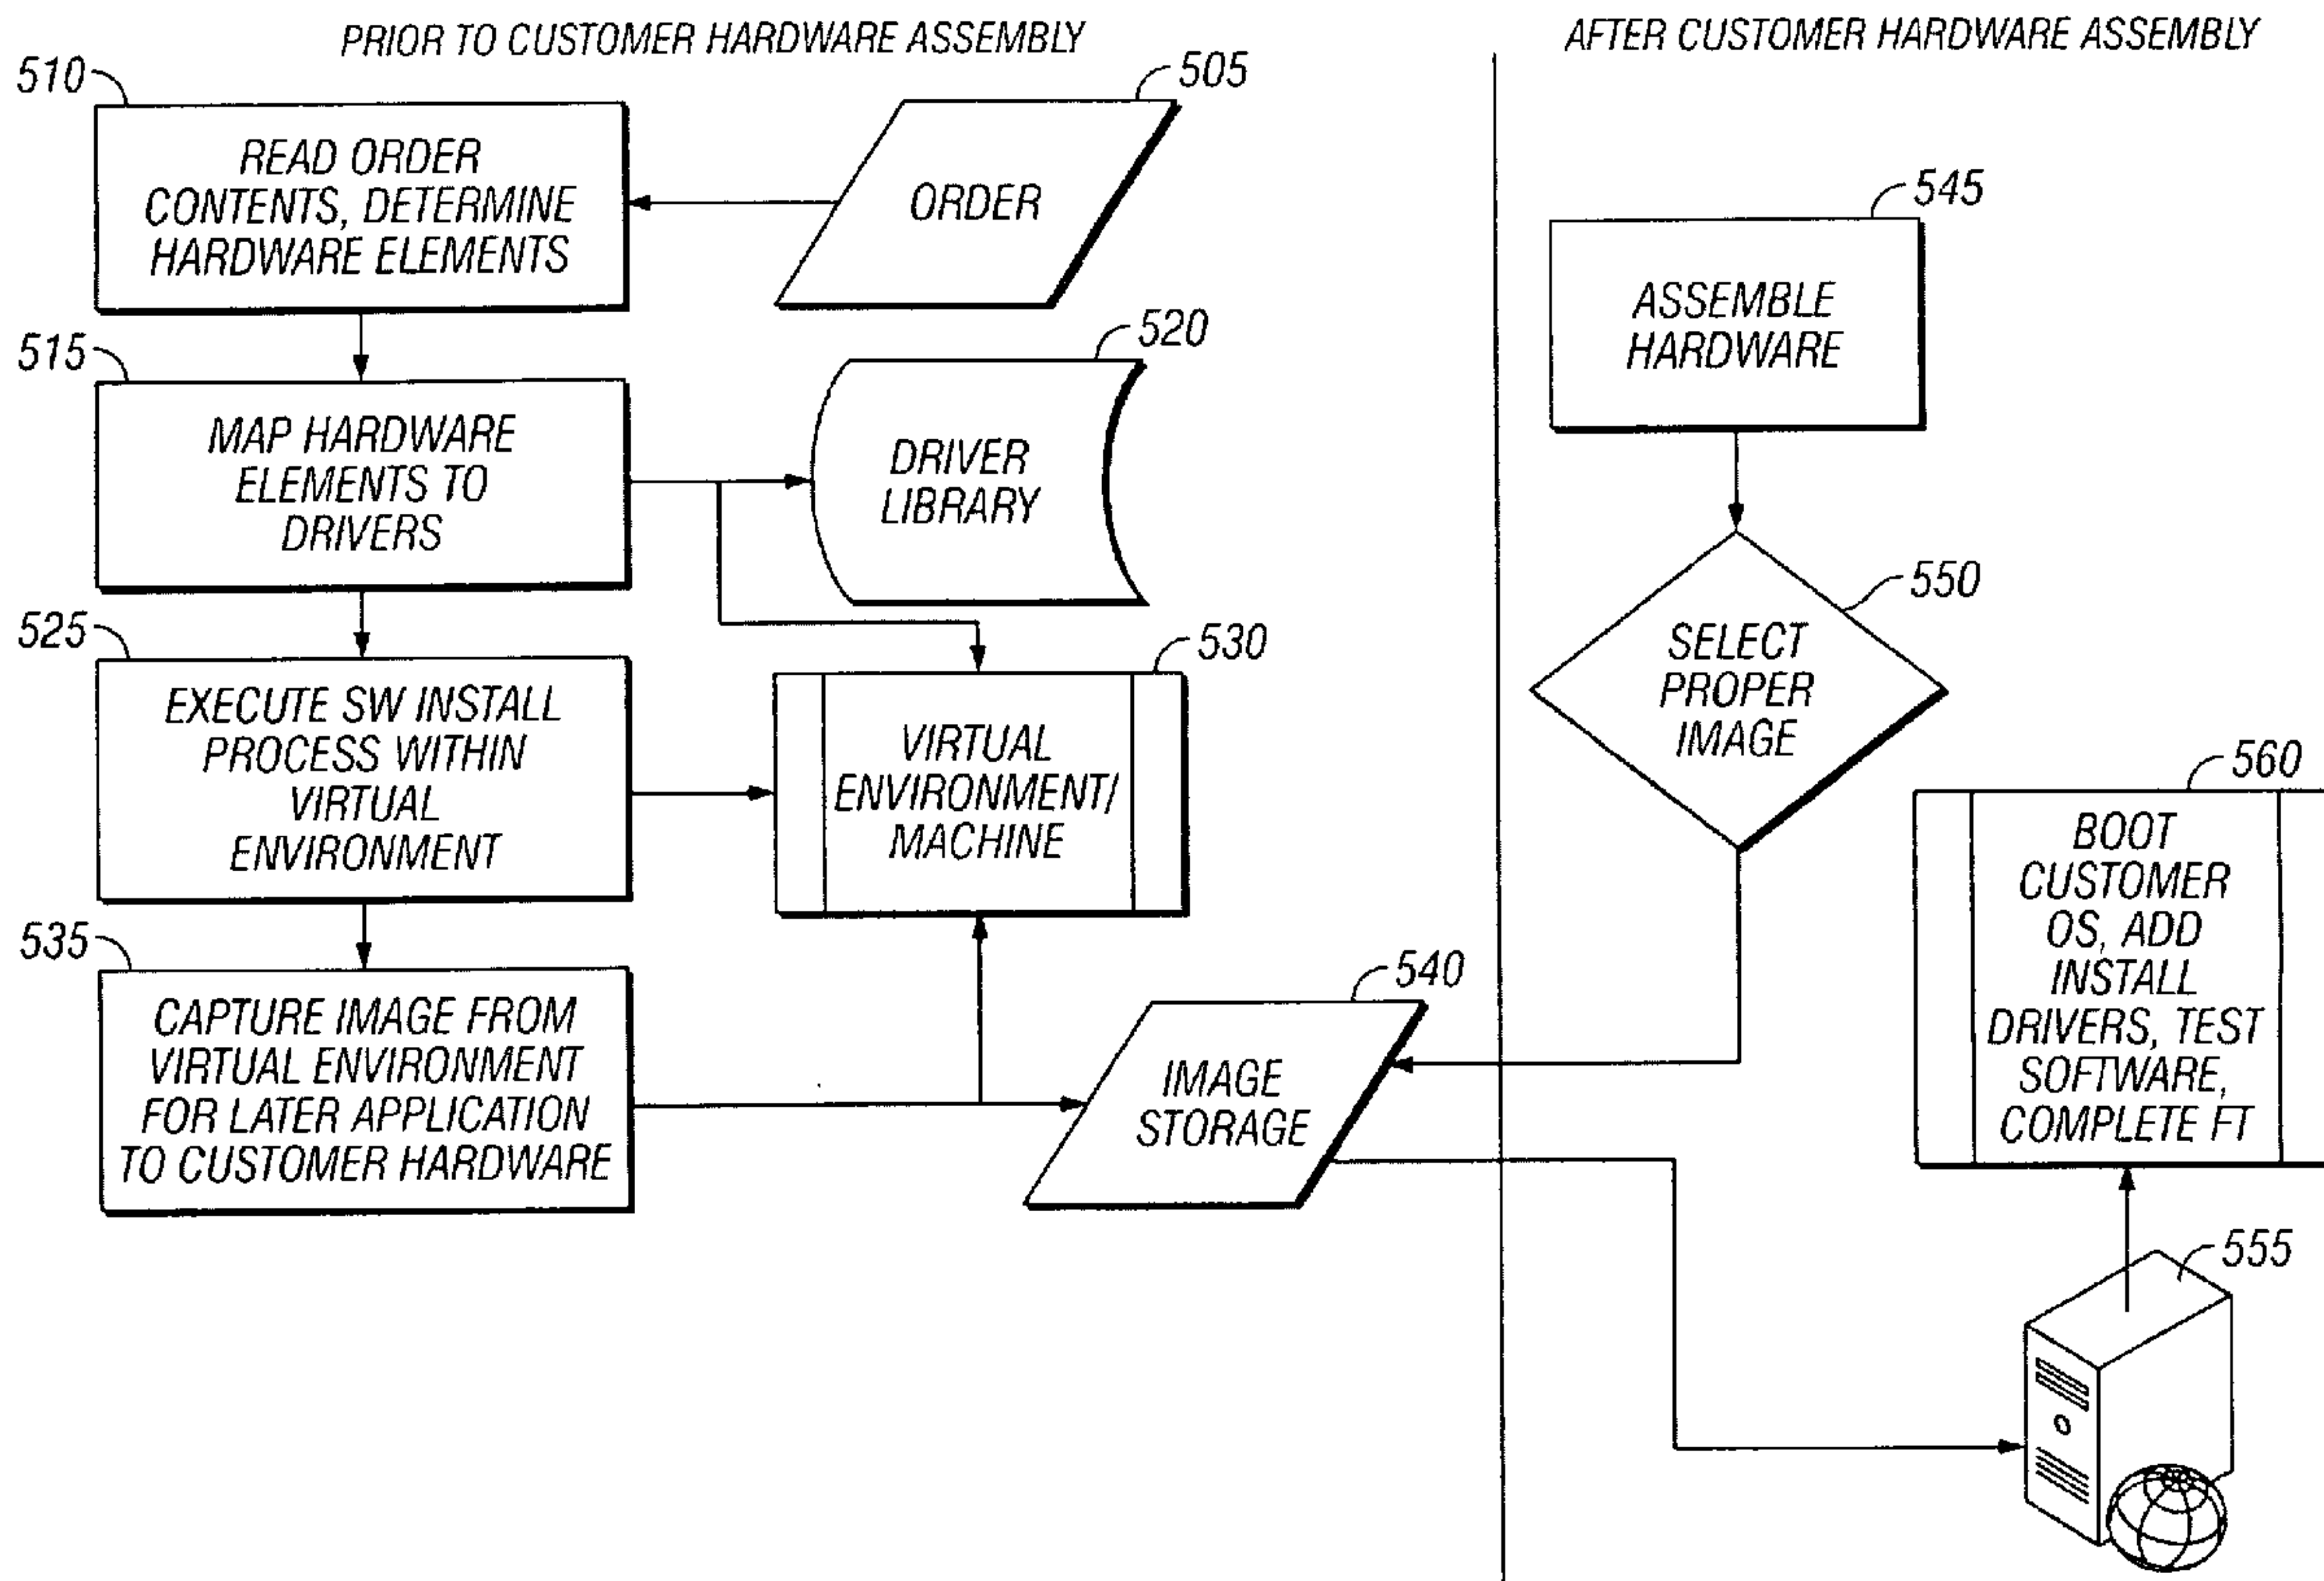 PRIOR TO CUSTOMER HARDWARE ASSEMBLY
510
505
READ ORDER
CONTENTS, DETERMINE
HARDWARE ELEMENTS
ORDER
515
520
MAP HARDWARE
ELEMENTS TO
DRIVERS
DRIVER
LIBRARY
525
530
EXECUTE SW INSTALL
PROCESS WITHIN
VIRTUAL
ENVIRONMENT
VIRTUAL
ENVIRONMENT/
MACHINE
535
540
CAPTURE IMAGE FROM
VIRTUAL ENVIRONMENT
FOR LATER APPLICATION
TO CUSTOMER HARDWARE
IMAGE
STORAGE
AFTER CUSTOMER HARDWARE ASSEMBLY
545
ASSEMBLE
HARDWARE
550
SELECT
PROPER
IMAGE
560
BOOT
CUSTOMER
OS, ADD
INSTALL
DRIVERS, TEST
SOFTWARE,
COMPLETE FT
555